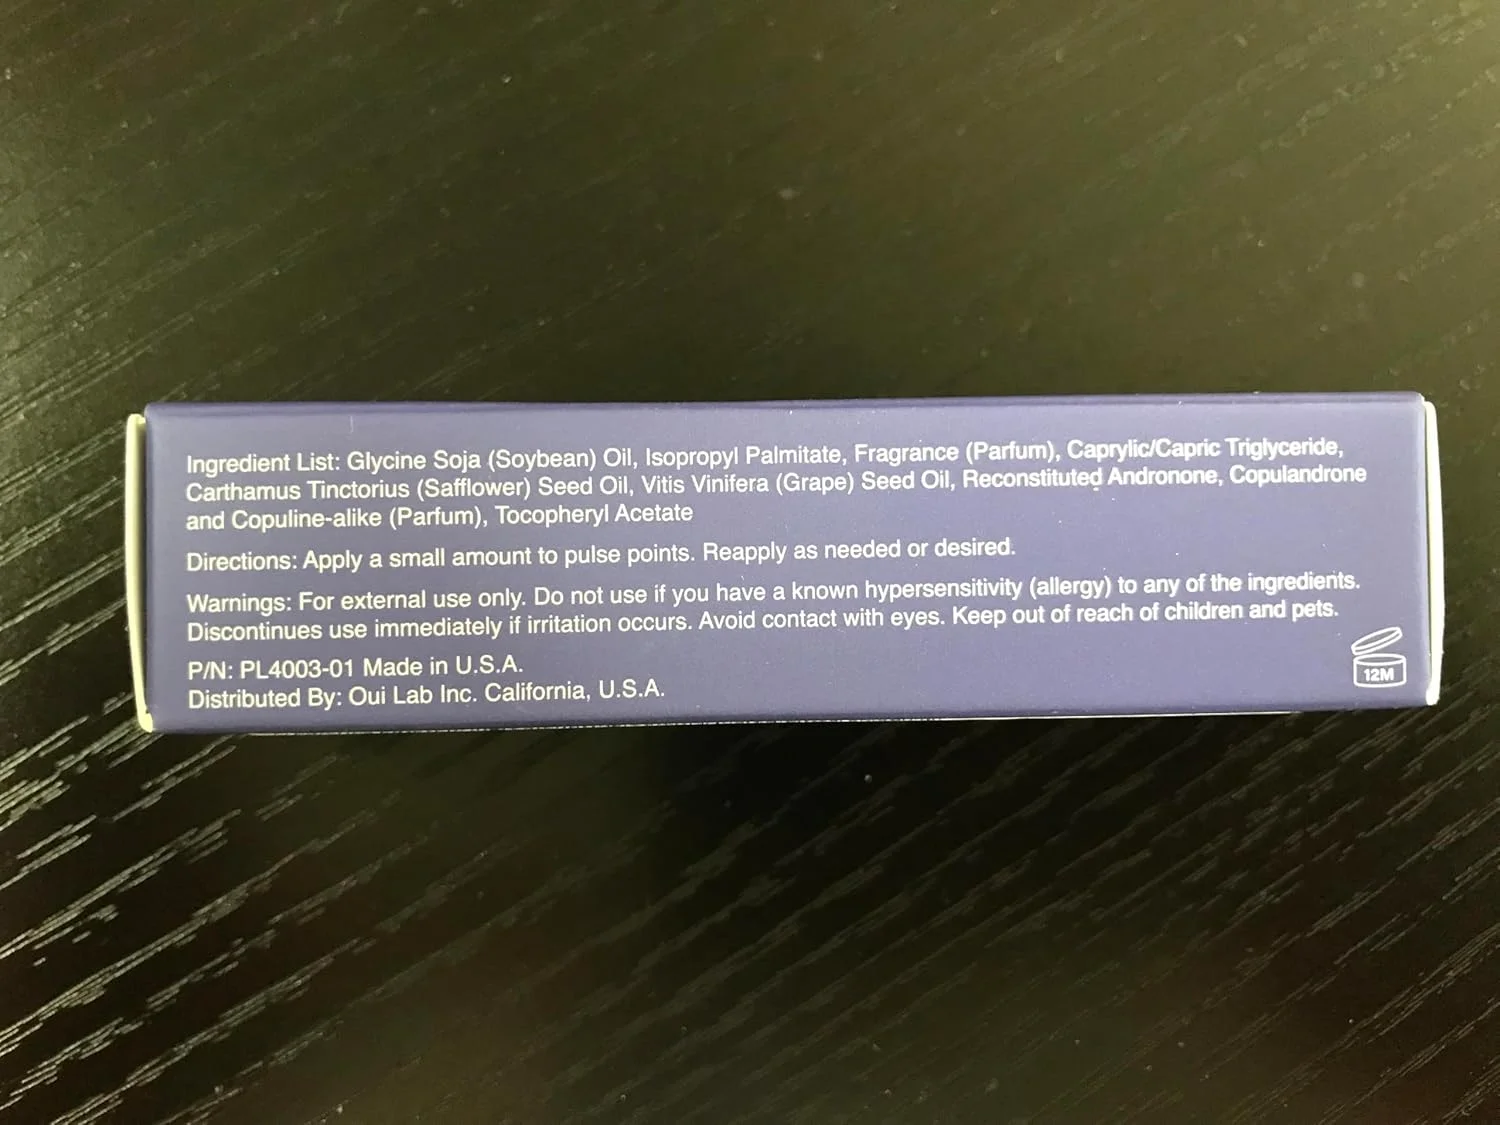 Ingredient List: Glycine Soja (Soybean) Oil, Isopropyl Palmitate, Fragrance (Parfum), Caprylic/Capric Triglyceride,
Carthamus Tinctorius (Safflower) Seed Oil, Vitis Vinifera (Grape) Seed Oil, Reconstituted Andronone, Copulandrone
and Copuline-alike (Parfum), Tocopheryl Acetate
Directions: Apply a small amount to pulse points. Reapply as needed or desired.
Warnings: For external use only. Do not use if you have a known hypersensitivity (allergy) to any of the ingredients.
Discontinues use immediately if irritation occurs. Avoid contact with eyes. Keep out of reach of children and pets.
P/N: PL4003-01 Made in U.S.A.
Distributed By: Oui Lab Inc. California, U.S.A.
12M